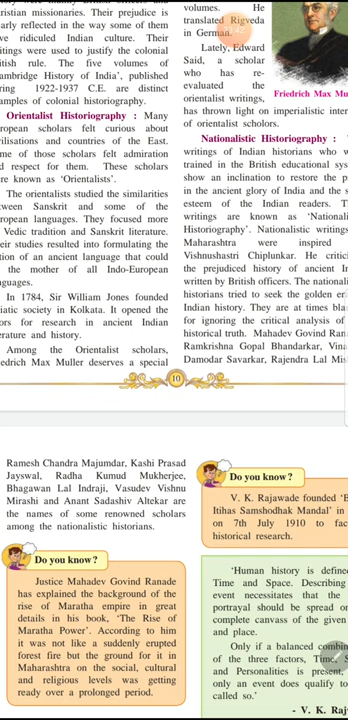 ristian missionaries. Their prejudice is
early reflected in the way some of them
ve ridiculed Indian culture. Their
itings were used to justify the colonial
itish rule. The five volumes of
ambridge History of India', published
ring 1922-1937 C.E. are distinct
amples of colonial historiography.
Orientalist Historiography : Many
ropean scholars felt curious about
ilisations and countries of the East.
me of those scholars felt admiration
d respect for them. These scholars
re known as 'Orientalists'.
The orientalists studied the similarities
tween Sanskrit and some of the
ropean languages. They focused more
Vedic tradition and Sanskrit literature.
eir studies resulted into formulating the
tion of an ancient language that could
the mother of all Indo-European
nguages.
In 1784, Sir William Jones founded
iatic society in Kolkata. It opened the
ors for research in ancient Indian
erature and history.
Among the Orientalist scholars,
iedrich Max Muller deserves a special
volumes. He
translated Rigveda
in German.
Lately, Edward
Said, a scholar
who has re-
evaluated the
orientalist writings,
has thrown light on imperialistic inter
of orientalist scholors.
Friedrich Max Mu
Nationalistic Historiography :
writings of Indian historians who w
trained in the British educational sys
show an inclination to restore the p
in the ancient glory of India and the s
esteem of the Indian readers. T
writings are known as 'Nationali
Historiography'. Nationalistic writings
Maharashtra were inspired
Vishnushastri Chiplunkar. He critici
the prejudiced history of ancient In
written by British officers. The nationali
historians tried to seek the golden er
Indian history. They are at times bla
for ignoring the critical analysis of
historical truth. Mahadev Govind Ran
Ramkrishna Gopal Bhandarkar, Vina
Damodar Savarkar, Rajendra Lal Mis
10
Ramesh Chandra Majumdar, Kashi Prasad
Jayswal, Radha Kumud Mukherjee,
Bhagawan Lal Indraji, Vasudev Vishnu
Mirashi and Anant Sadashiv Altekar are
the names of some renowned scholars
among the nationalistic historians.
Do you know?
Justice Mahadev Govind Ranade
has explained the background of the
rise of Maratha empire in great
details in his book, 'The Rise of
Maratha Power'. According to him
it was not like a suddenly erupted
forest fire but the ground for it in
Maharashtra on the social, cultural
and religious levels was getting
ready over a prolonged period.
Do you know?
V. K. Rajawade founded 'B
Itihas Samshodhak Mandal' in
on 7th July 1910 to fac
historical research.
'Human history is define
Time and Space. Describing
event necessitates that the
portrayal should be spread or
complete canvass of the given
and place.
Only if a balanced combin
of the three factors, Time, S
and Personalities is present,
only an event does qualify to
called so.'
- V. K. Raj